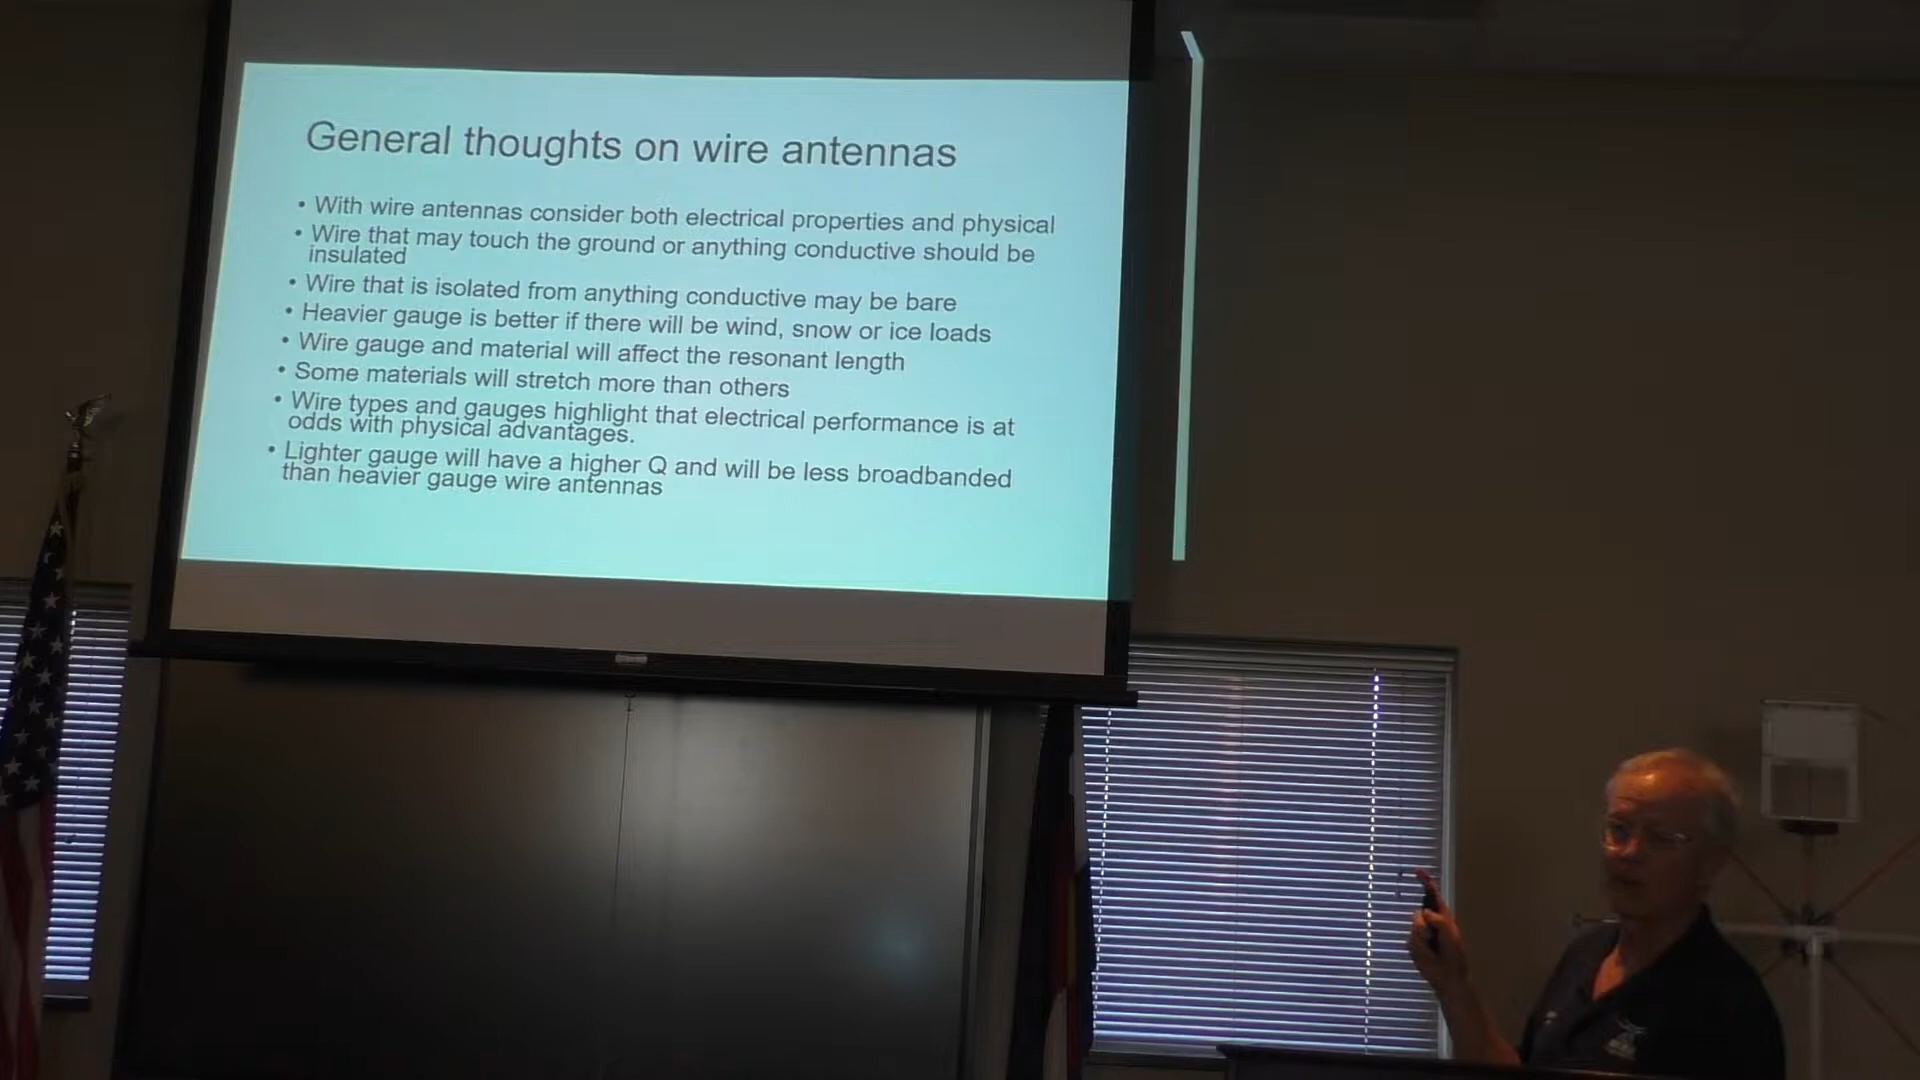 General thoughts on wire antennas
• With wire antennas consider both electrical properties and physical
• Wire that may touch the ground or anything conductive should be
insulated
• Wire that is isolated from anything conductive may be bare
• Heavier gauge is better if there will be wind, snow or ice loads
• Wire gauge and material will affect the resonant length
• Some materials will stretch more than others
• Wire types and gauges highlight that electrical performance is at
odds with physical advantages.
• Lighter gauge will have a higher Q and will be less broadbanded
than heavier gauge wire antennas